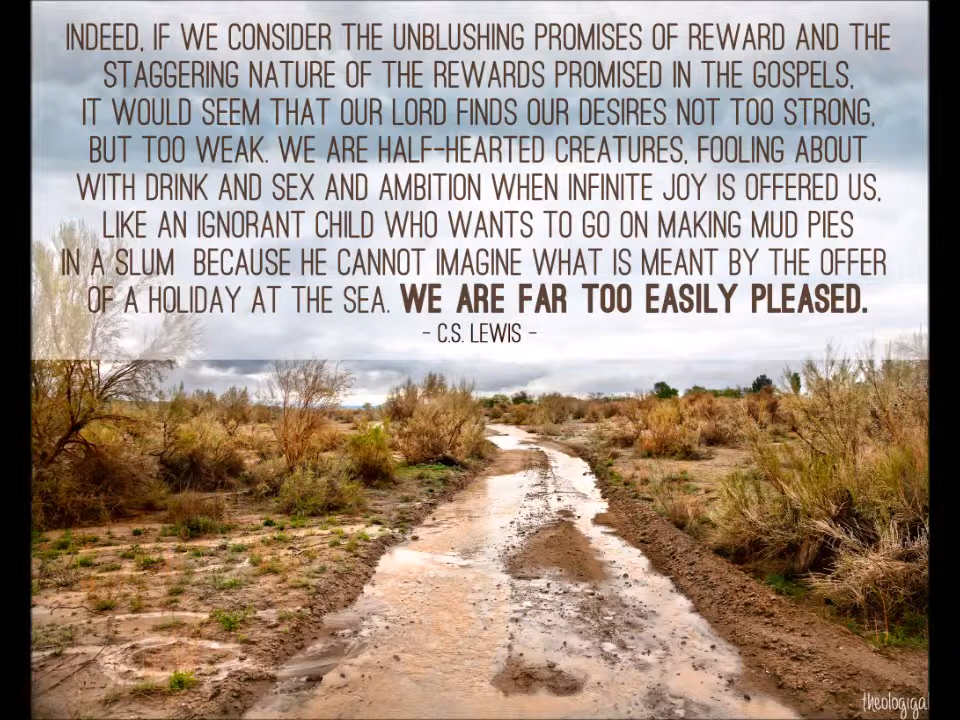 INDEED, IF WE CONSIDER THE UNBLUSHING PROMISES OF REWARD AND THE
STAGGERING NATURE OF THE REWARDS PROMISED IN THE GOSPELS,
IT WOULD SEEM THAT OUR LORD FINDS OUR DESIRES NOT TOO STRONG,
BUT TOO WEAK. WE ARE HALF-HEARTED CREATURES, FOOLING ABOUT
WITH DRINK AND SEX AND AMBITION WHEN INFINITE JOY IS OFFERED US,
LIKE AN IGNORANT CHILD WHO WANTS TO GO ON MAKING MUD PIES
IN A SLUM BECAUSE HE CANNOT IMAGINE WHAT IS MEANT BY THE OFFER
OF A HOLIDAY AT THE SEA. WE ARE FAR TOO EASILY PLEASED.
- C.S. LEWIS -
theologiga